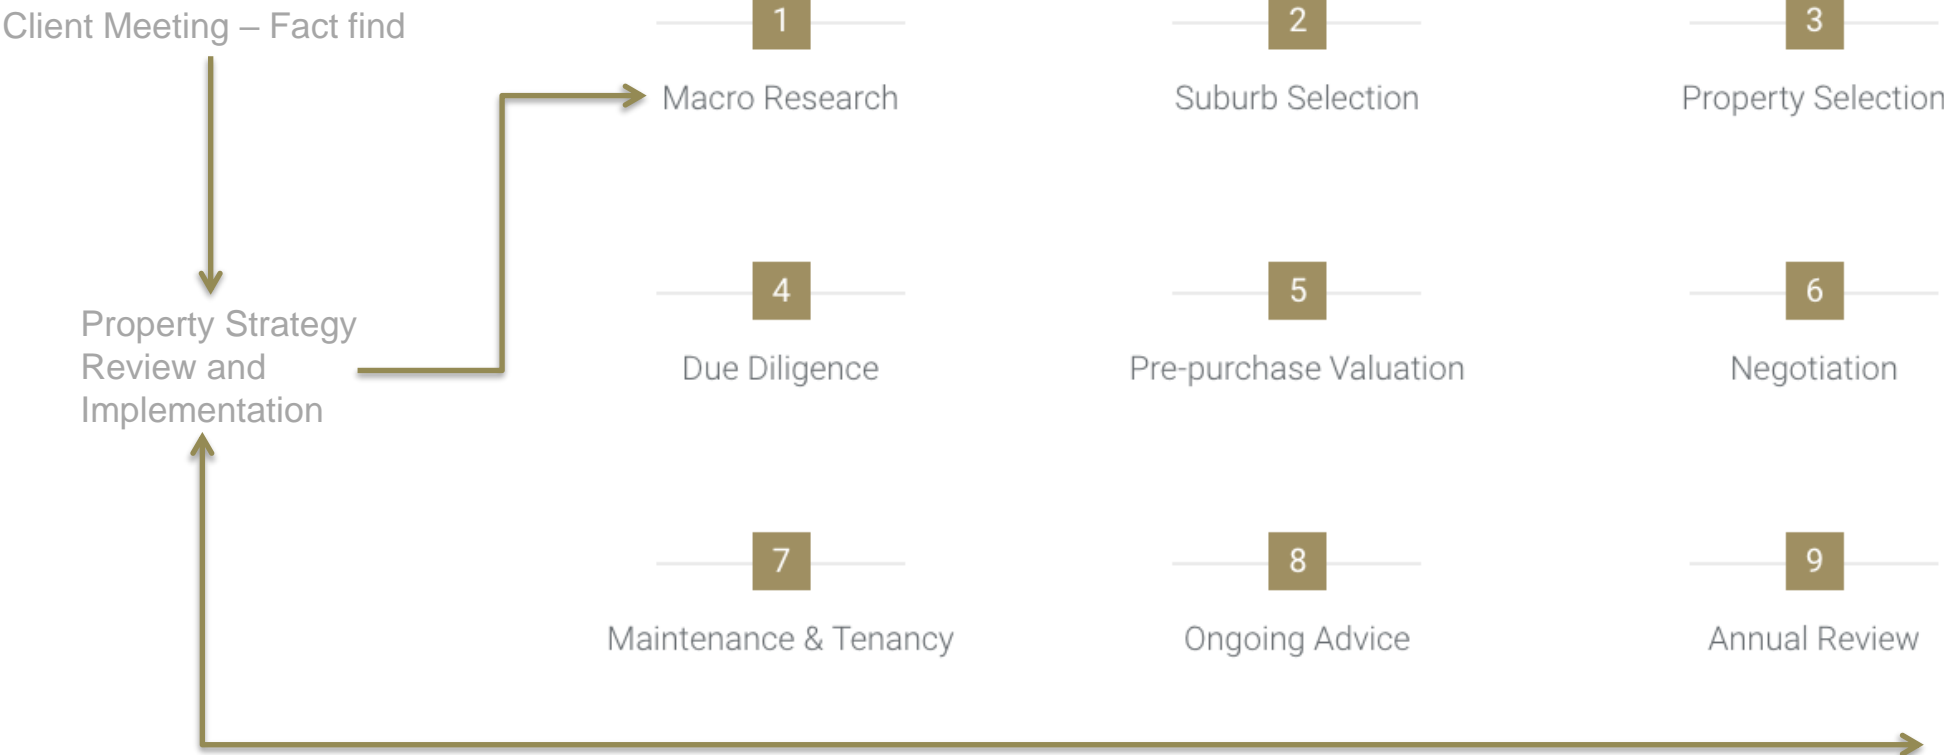 Client Meeting – Fact find
1
2
3
Macro Research
Suburb Selection
Property Selection
Property Strategy
Review and
Implementation
4
5
6
Due Diligence
Pre-purchase Valuation
Negotiation
7
8
9
Maintenance & Tenancy
Ongoing Advice
Annual Review